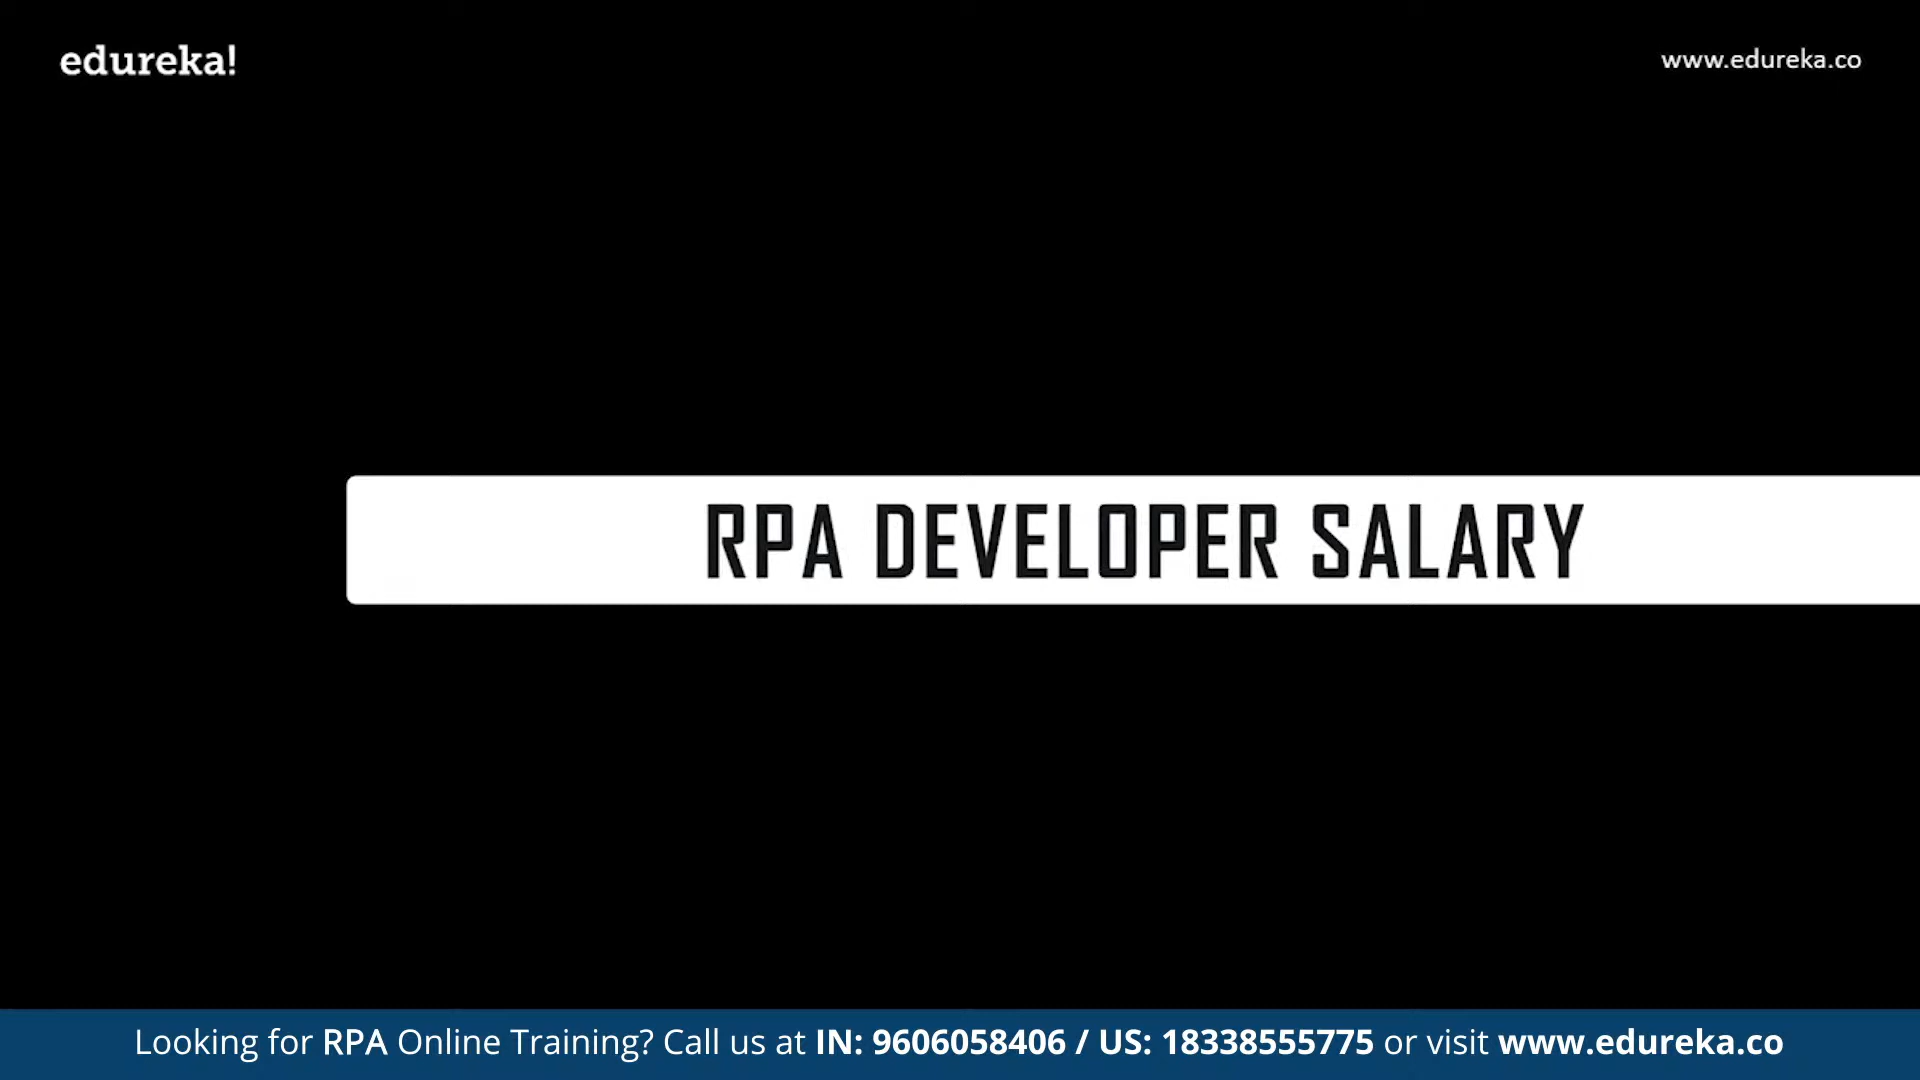 edureka!
www.edureka.co
RPA DEVELOPER SALARY
Looking for RPA Online Training? Call us at IN: 9606058406 / US: 18338555775 or visit www.edureka.co